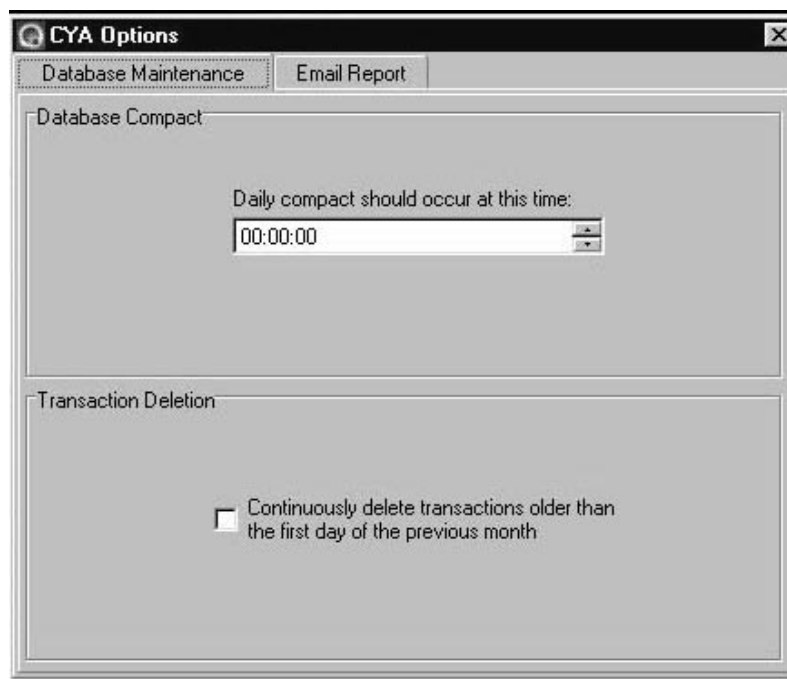 CYA Options
Database Maintenance
Email Report
Database Compact
Daily compact should occur at this time:
00:00:00
Transaction Deletion
Continuously delete transactions older than
the first day of the previous month